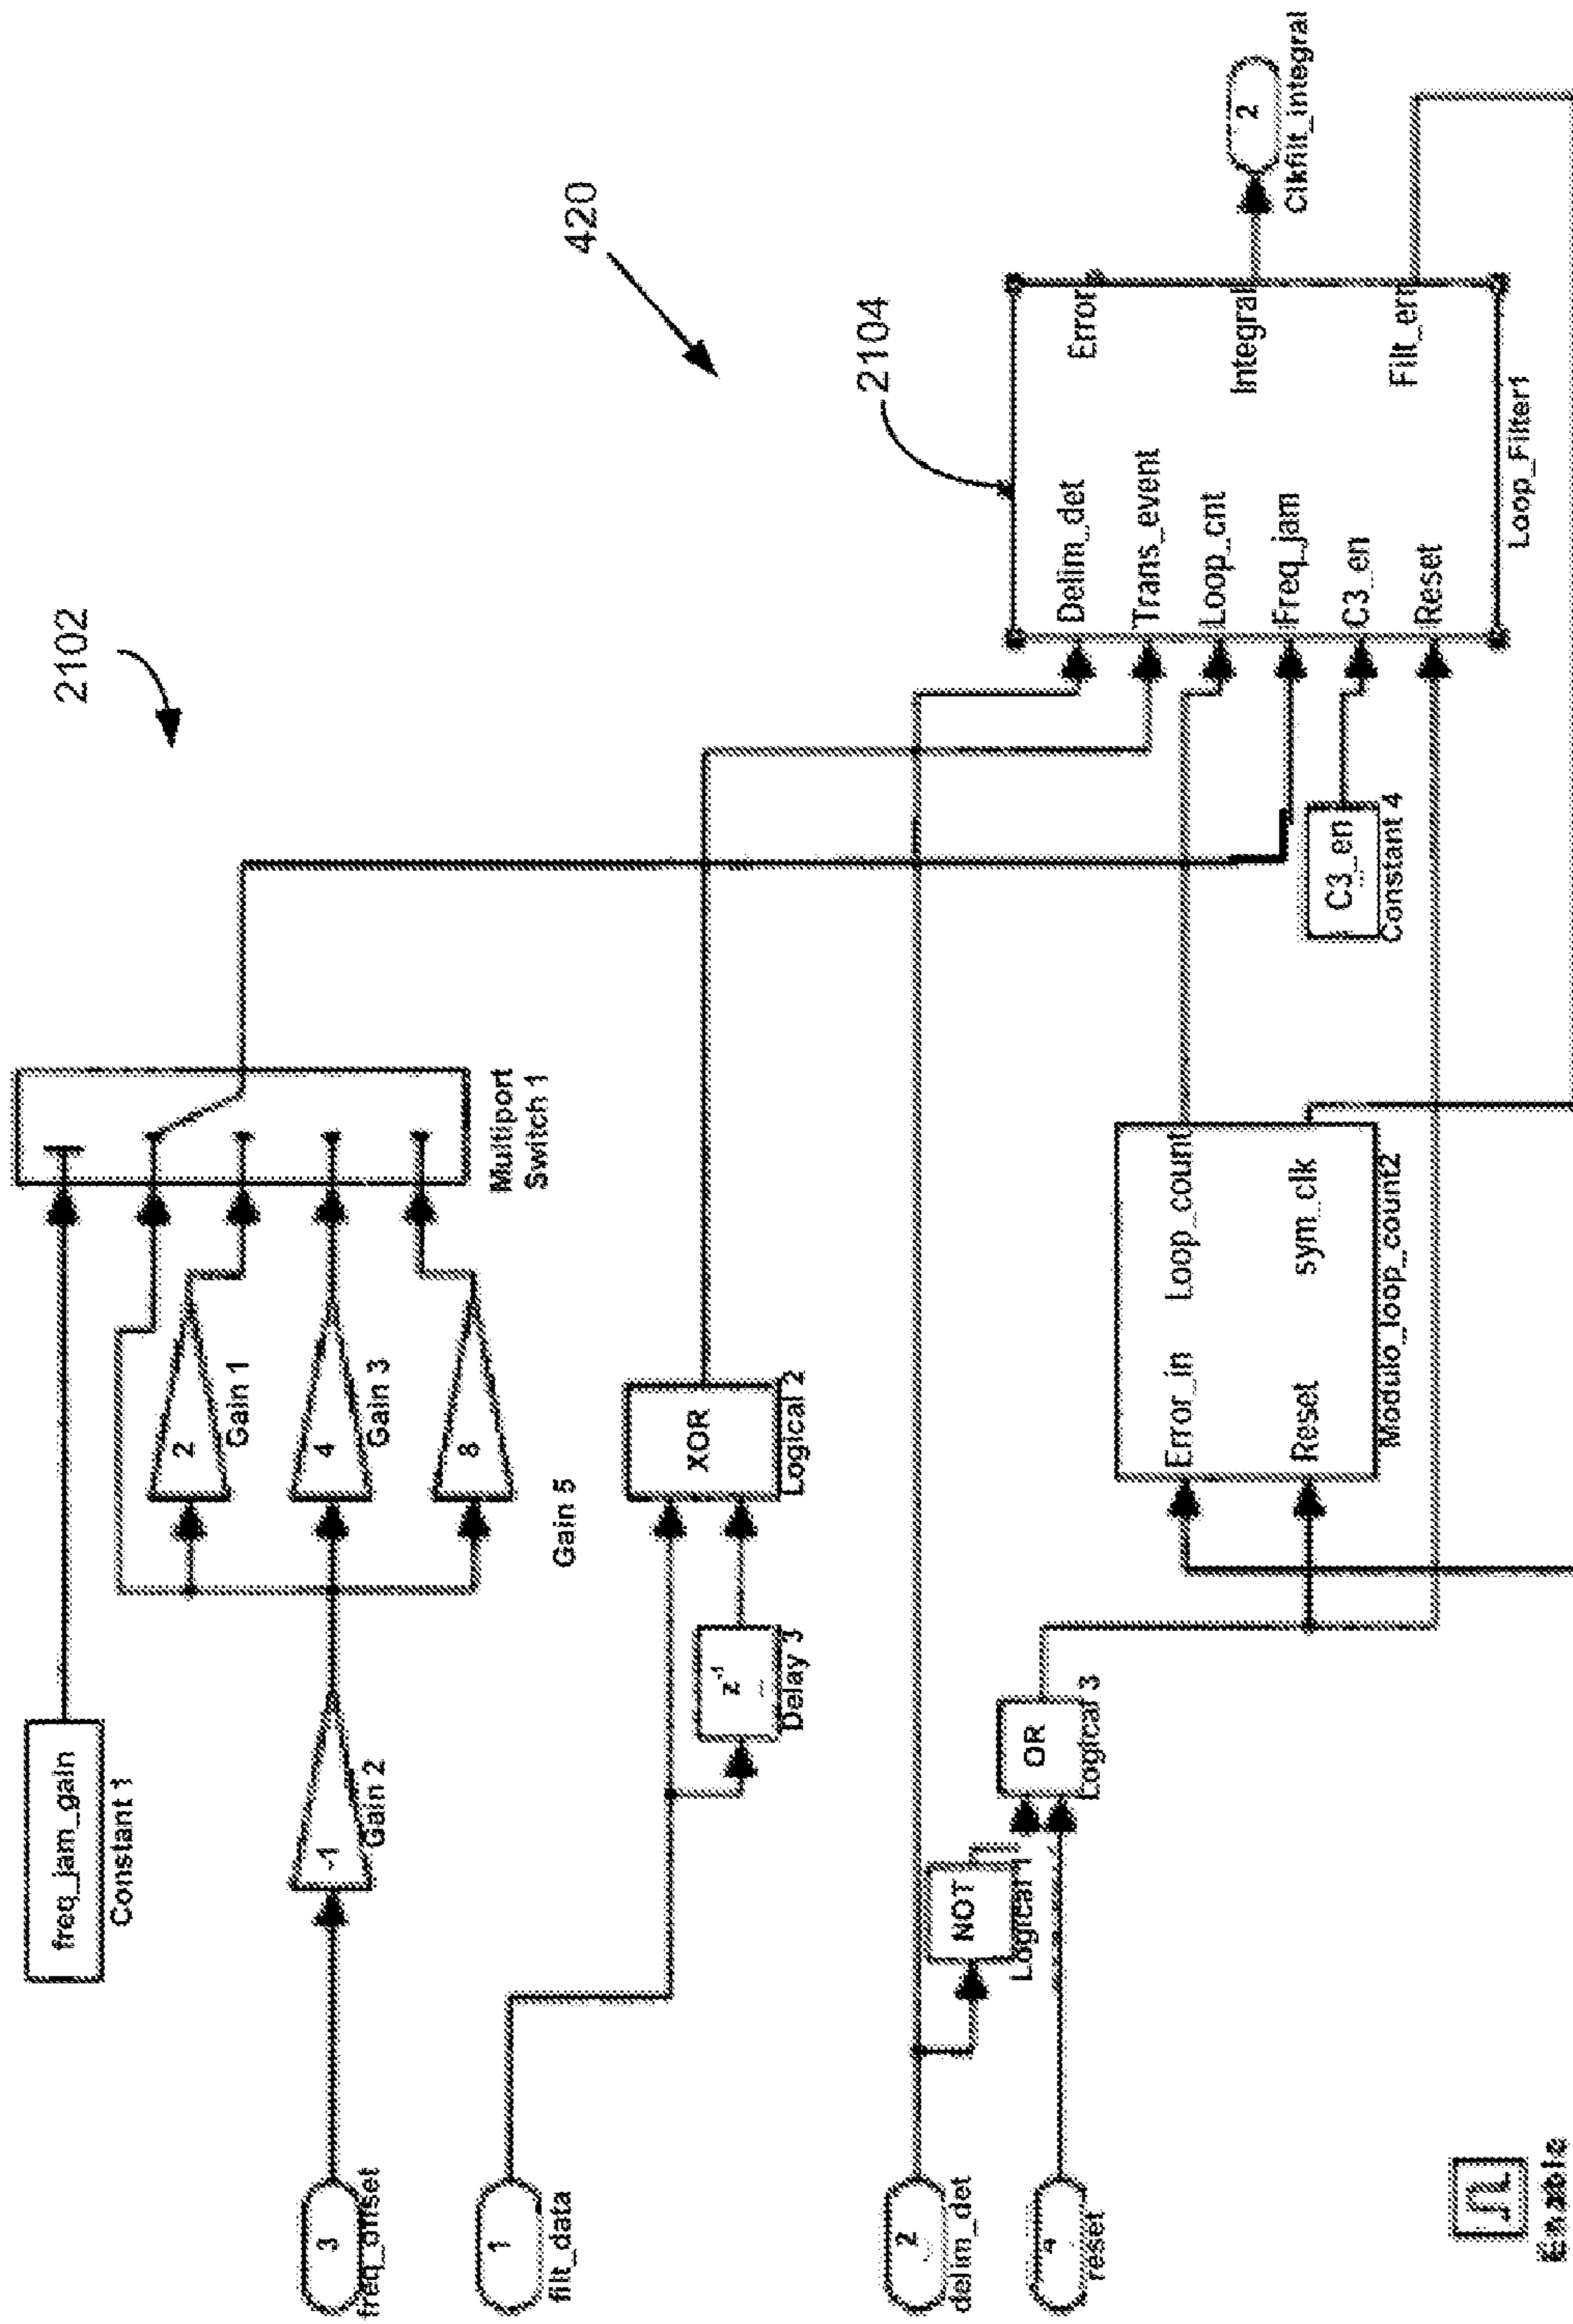 2102
420
2104
freq_jam_gain
Constant 1
3
freq_offset
-1
Gain 2
2
Gain 1
4
Gain 3
8
Gain 5
Multiport
Switch 1
1
filt_data
z⁻¹
Delay 3
XOR
Logical 2
2
delim_det
NOT
Logical 1
4
reset
OR
Logical 3
Error_in
Loop_count
Reset
sym_clk
Modulo_loop_count2
C3_en
Constant 4
Delim_det
Trans_event
Loop_cnt
Freq_jam
C3_en
Reset
Error
Integral
Filt_err
Loop_Filter1
2
Clkfilt_integral
Enable